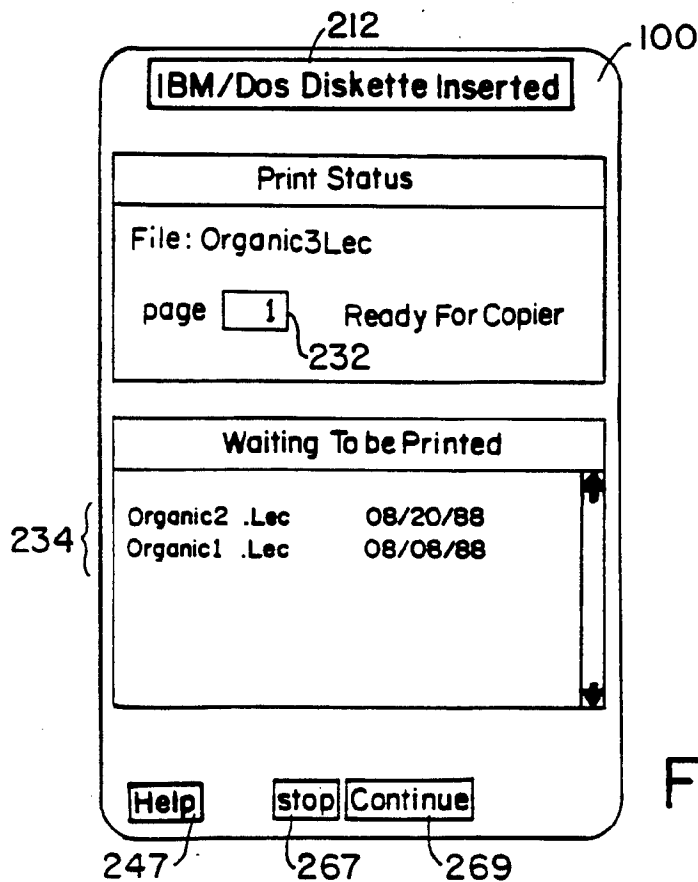 212
100
IBM/Dos Diskette Inserted
Print Status
File: Organic3Lec
page 1 Ready For Copier
232
Waiting To be Printed
Organic2 .Lec 08/20/88
234
Organic1 .Lec 08/08/88
F
Help stop Continue
247 267 269